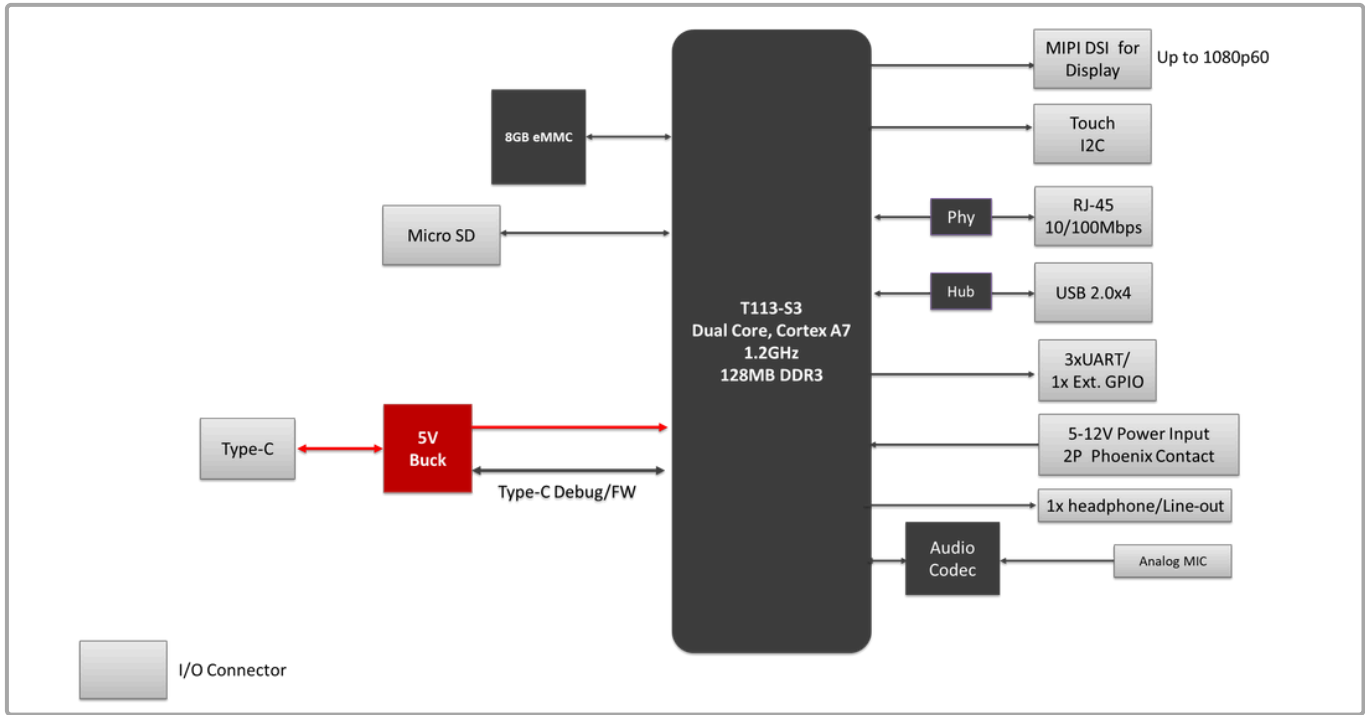 MIPI DSI for
Display
Up to 1080p60
8GB eMMC
Touch
I2C
Micro SD
Phy
RJ-45
10/100Mbps
Hub
USB 2.0x4
T113-S3
Dual Core, Cortex A7
1.2GHz
128MB DDR3
3xUART/
1x Ext. GPIO
Type-C
5V
Buck
Type-C Debug/FW
5-12V Power Input
2P Phoenix Contact
1x headphone/Line-out
Audio
Codec
Analog MIC
I/O Connector